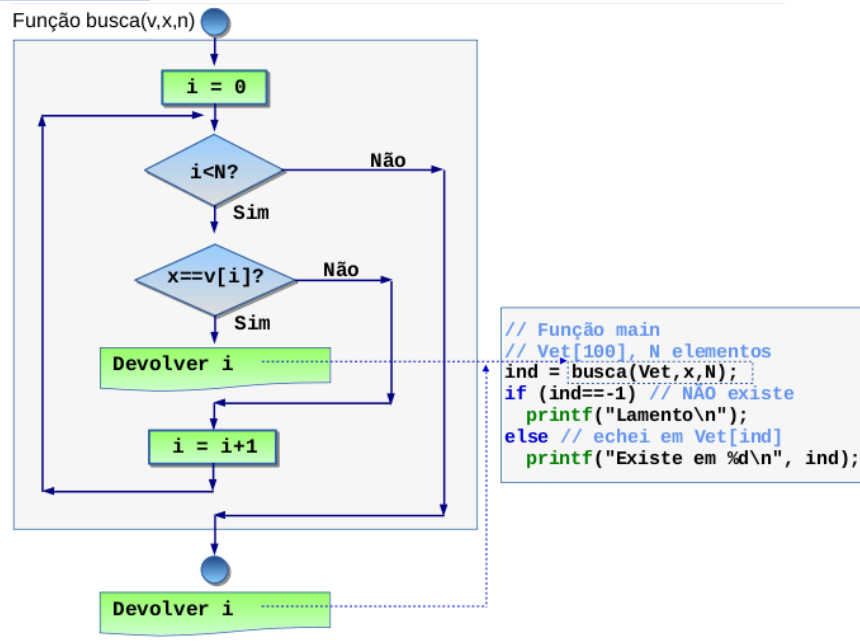 Função busca(v,x,n)
i = 0
i<N?
Não
Sim
x==v[i]?
Não
Sim
Devolver i
i = i+1
Devolver i
// Função main
// Vet[100], N elementos
ind = busca(Vet,x,N);
if (ind==-1) // NÃO existe
printf("Lamento\n");
else // echei em Vet[ind]
printf("Existe em %d\n", ind);